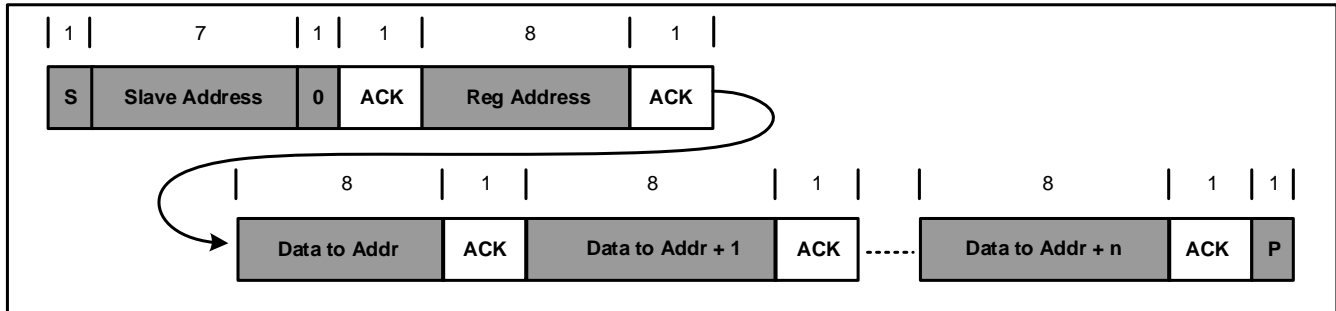 1 7 1 1 8 1
S Slave Address 0 ACK Reg Address ACK
8 1 8 1 8 1 1
Data to Addr ACK Data to Addr + 1 ACK Data to Addr + n ACK P